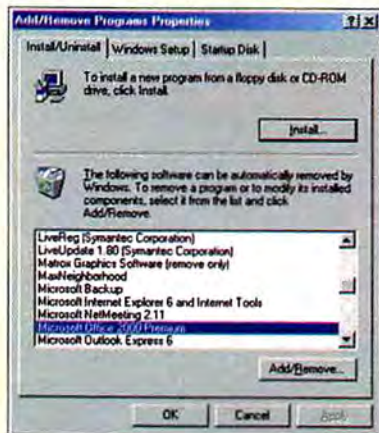 Add/Remove Programs Properties
Install/Uninstall
Windows Setup
Startup Disk
To install a new program from a floppy disk or CD-ROM
drive, click Install.
Install...
The following software can be automatically removed by
Windows. To remove a program or to modify its installed
components, select it from the list and click
Add/Remove.
LiveReg (Symantec Corporation)
LiveUpdate 1.80 (Symantec Corporation)
Matrox Graphics Software (remove only)
MaxNeighborhood
Microsoft Backup
Microsoft Internet Explorer 6 and Internet Tools
Microsoft NetMeeting 2.11
Microsoft Office 2000 Premium
Microsoft Outlook Express 6
Add/Remove...
OK
Cancel
Apply